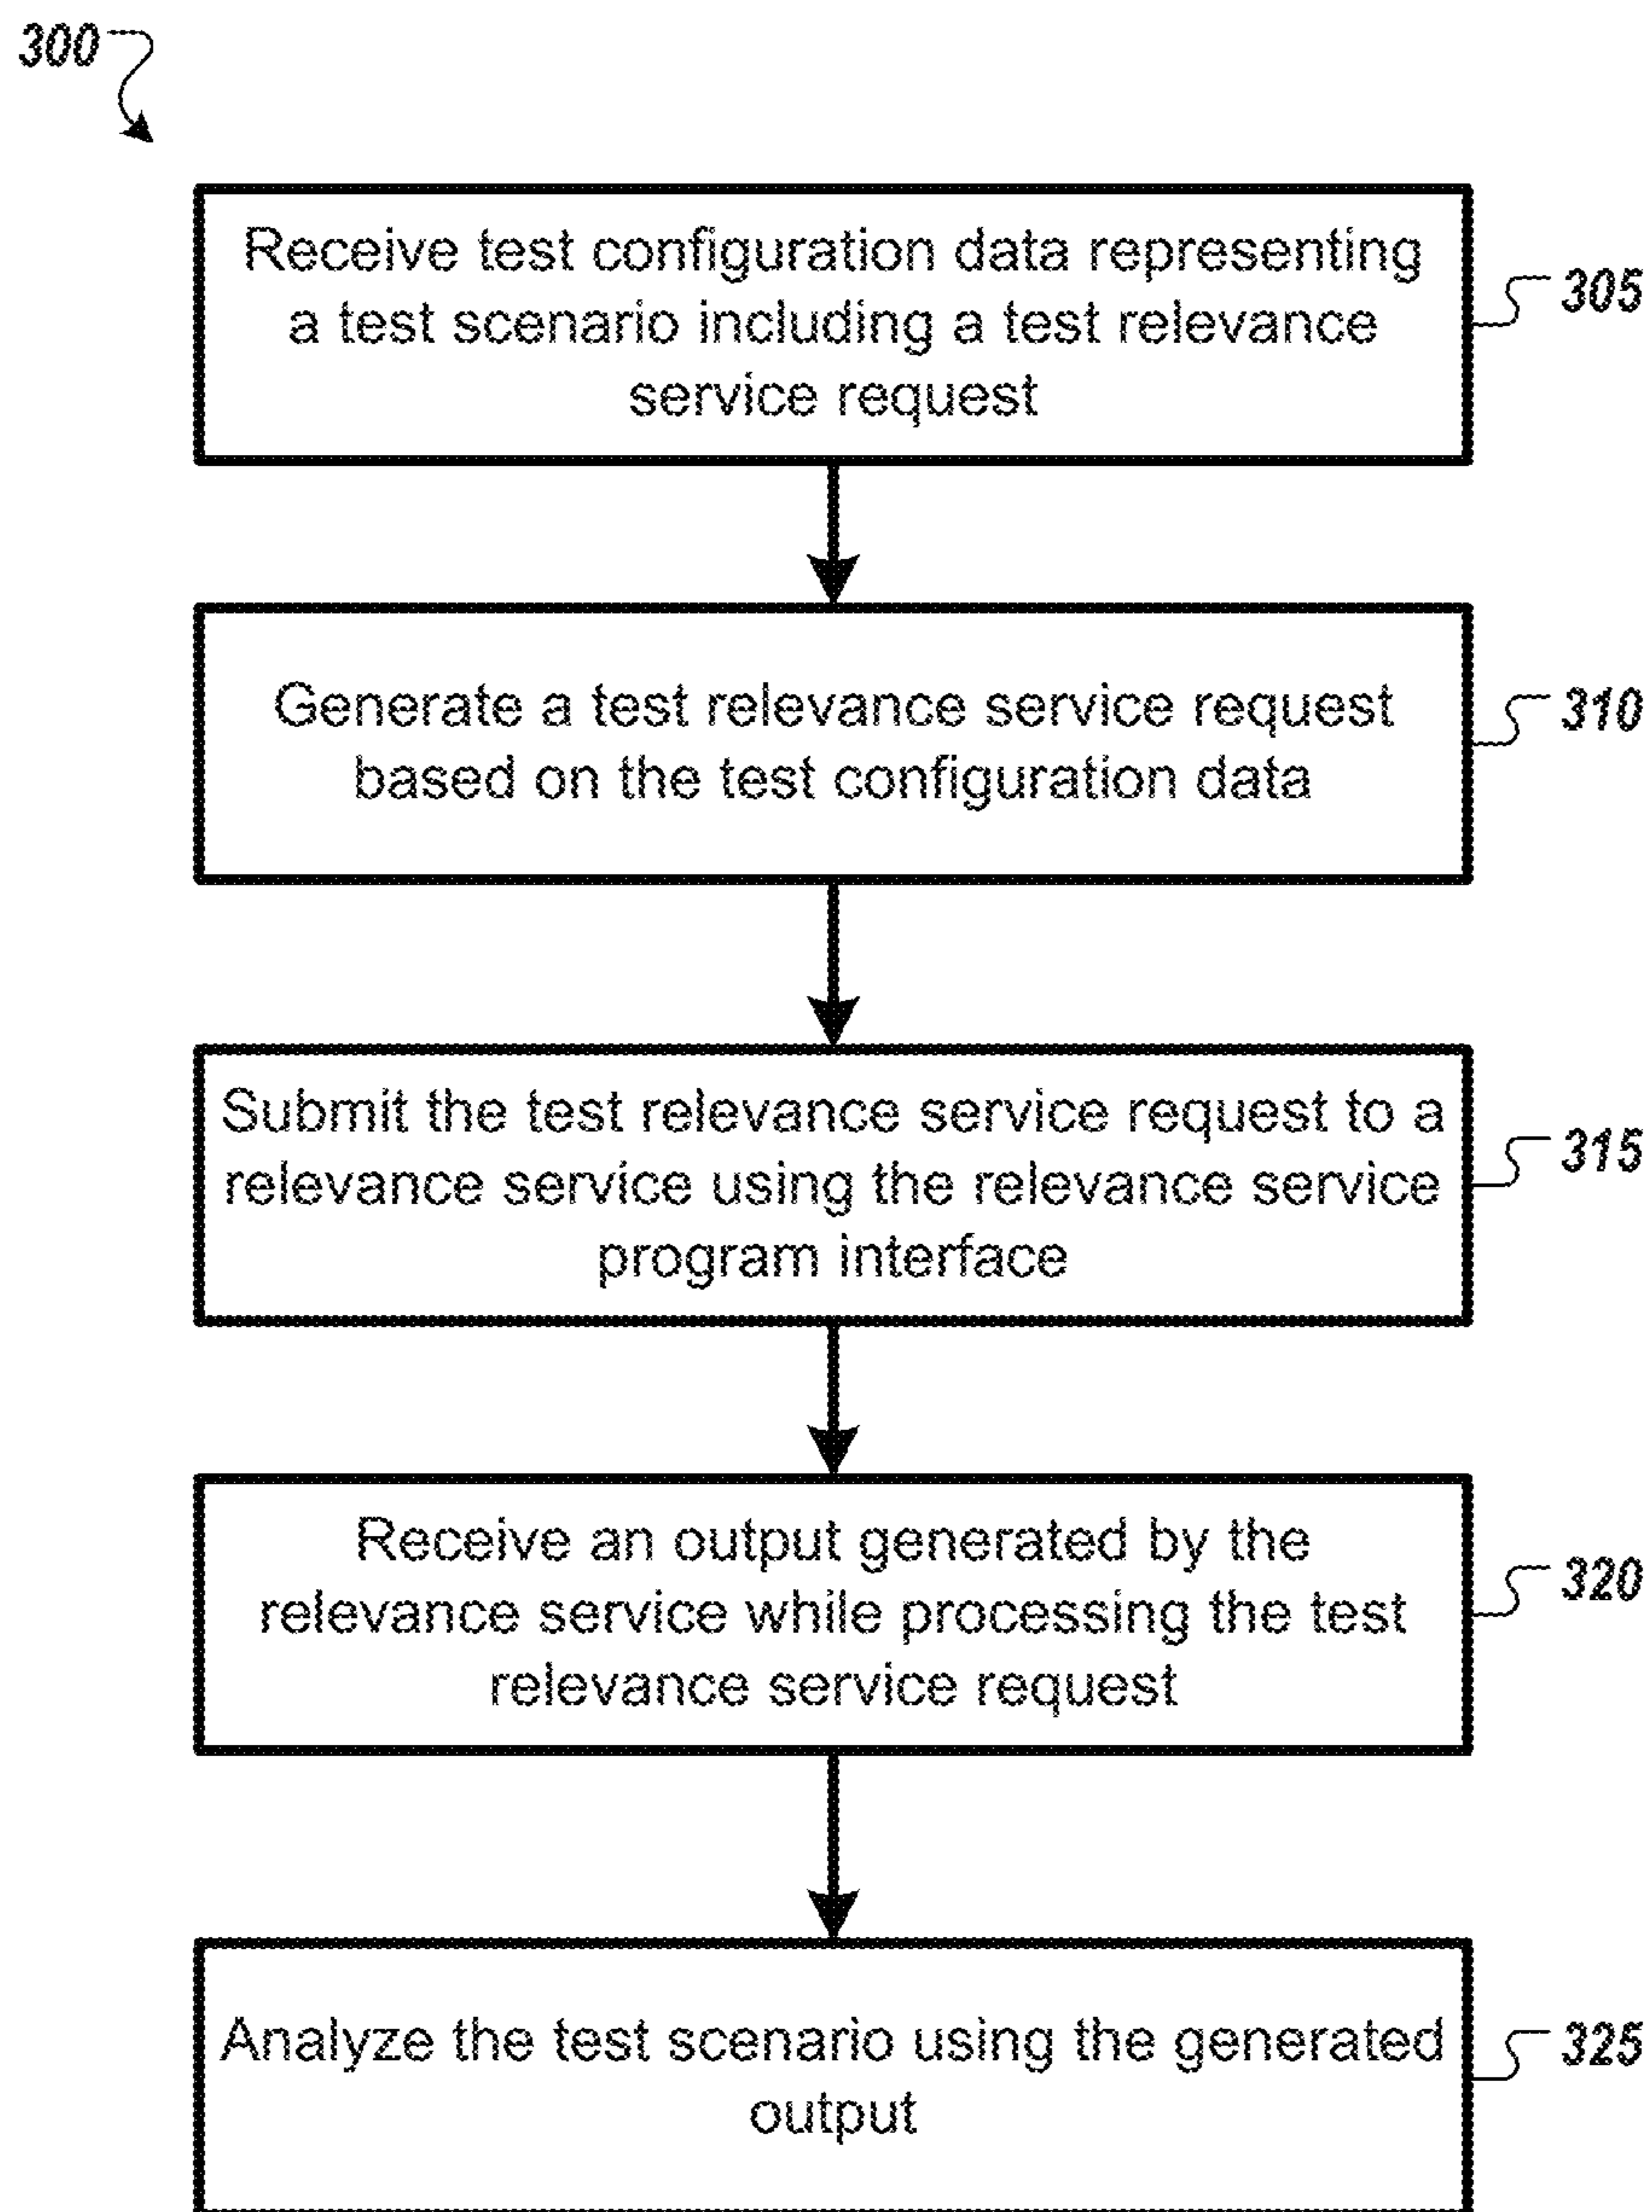 300
Receive test configuration data representing
a test scenario including a test relevance
service request
305
Generate a test relevance service request
based on the test configuration data
310
Submit the test relevance service request to a
relevance service using the relevance service
program interface
315
Receive an output generated by the
relevance service while processing the test
relevance service request
320
Analyze the test scenario using the generated
output
325